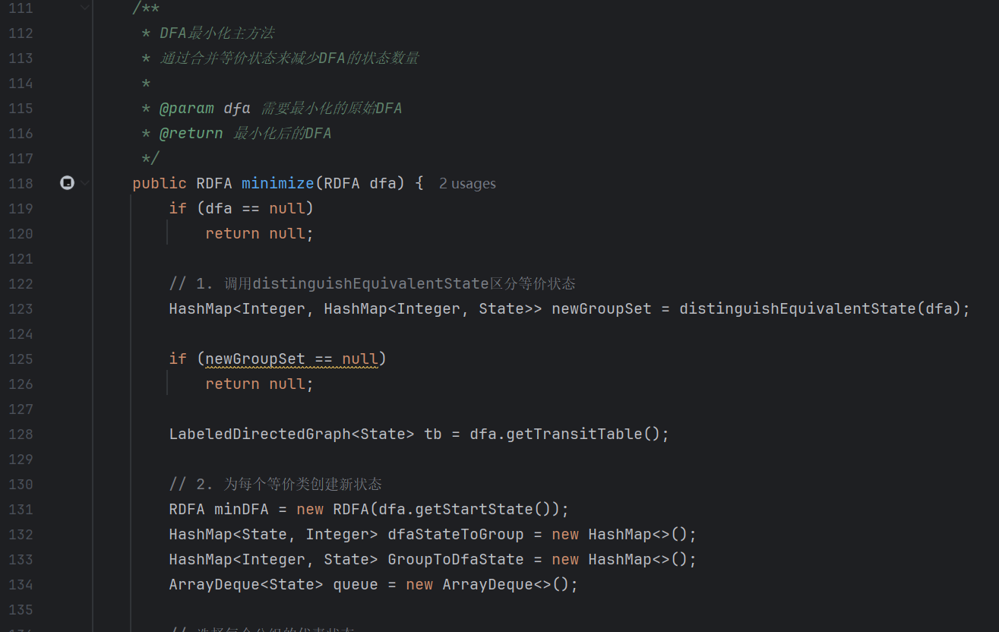 111 /**
112 * DFA最小化主方法
113 * 通过合并等价状态来减少DFA的状态数量
114 *
115 * @param dfa 需要最小化的原始DFA
116 * @return 最小化后的DFA
117 */
118 public RDFA minimize(RDFA dfa) { 2 usages
119 if (dfa == null)
120 return null;
121
122 // 1. 调用distinguishEquivalentState区分等价状态
123 HashMap<Integer, HashMap<Integer, State>> newGroupSet = distinguishEquivalentState(dfa);
124
125 if (newGroupSet == null)
126 return null;
127
128 LabeledDirectedGraph<State> tb = dfa.getTransitTable();
129
130 // 2. 为每个等价类创建新状态
131 RDFA minDFA = new RDFA(dfa.getStartState());
132 HashMap<State, Integer> dfaStateToGroup = new HashMap<>();
133 HashMap<Integer, State> GroupToDfaState = new HashMap<>();
134 ArrayDeque<State> queue = new ArrayDeque<>();
135